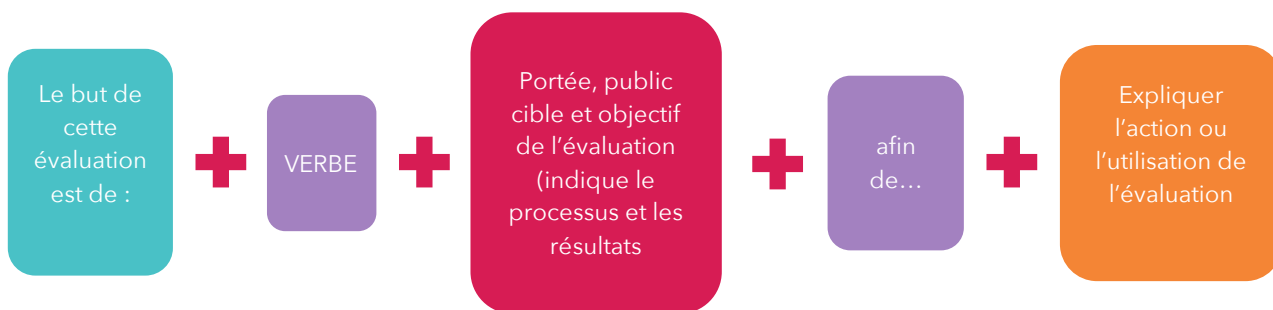 Le but de
cette
évaluation
est de :
VERBE
Portée, public
cible et objectif
de l’évaluation
(indique le
processus et les
résultats
afin
de…
Expliquer
l’action ou
l’utilisation de
l’évaluation